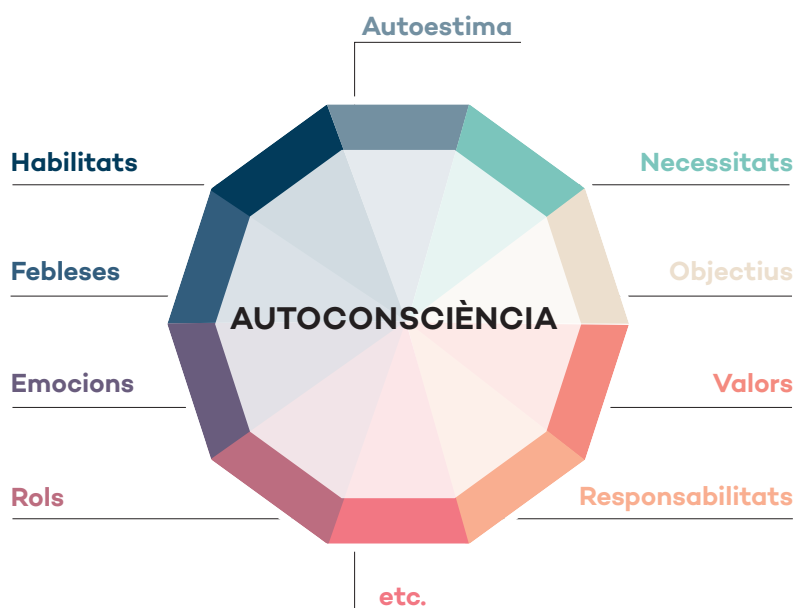 Autoestima
Habilitats
Necessitats
Febleses
Objectius
AUTOCONSCIÈNCIA
Emocions
Valors
Rols
Responsabilitats
etc.